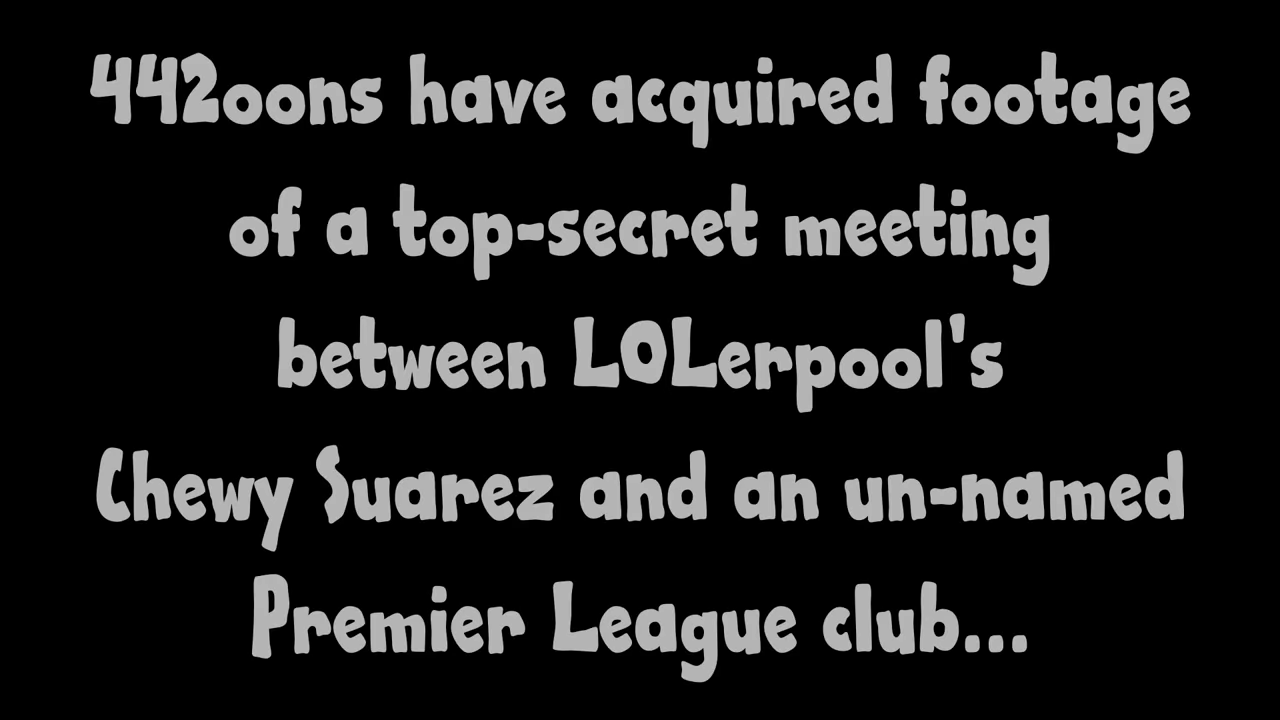 442oons have acquired footage
of a top-secret meeting
between LOLerpool's
Chewy Suarez and an un-named
Premier League club...